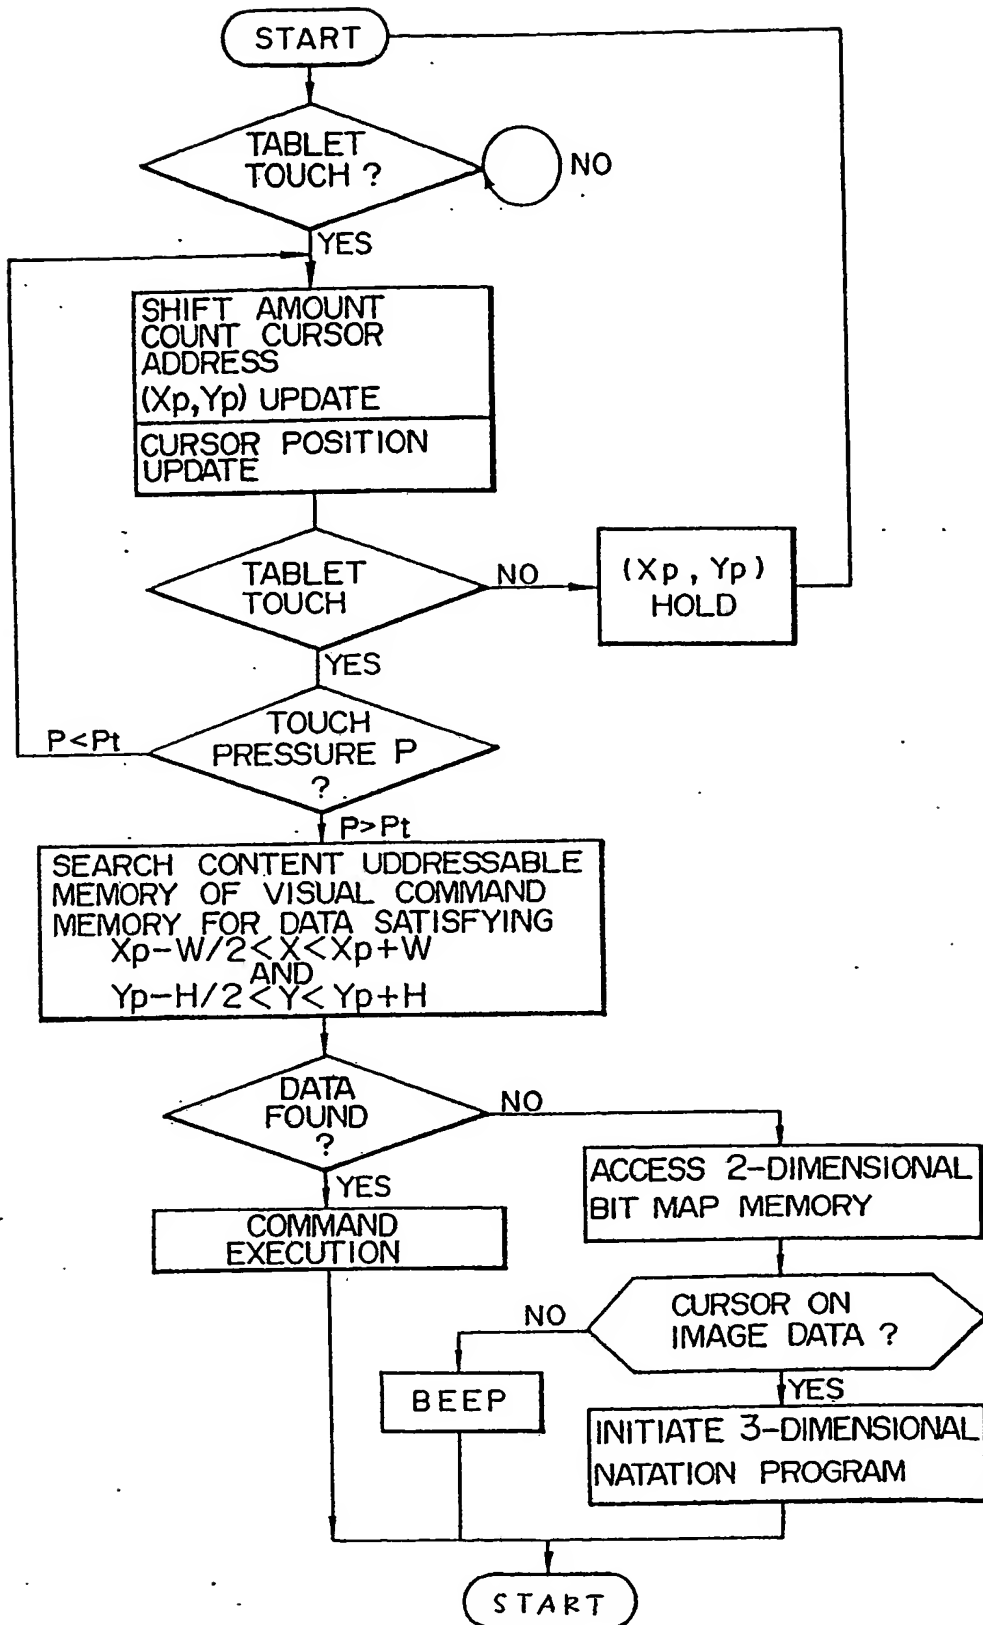 START
TABLET
TOUCH ?
NO
YES
SHIFT AMOUNT
COUNT CURSOR
ADDRESS
(Xp,Yp) UPDATE
CURSOR POSITION
UPDATE
TABLET
TOUCH
NO
(Xp, Yp)
HOLD
YES
TOUCH
PRESSURE P
?
P<Pt
P>Pt
SEARCH CONTENT UDDRESSABLE
MEMORY OF VISUAL COMMAND
MEMORY FOR DATA SATISFYING
Xp-W/2<X<Xp+W
AND
Yp-H/2<Y<Yp+H
DATA
FOUND
?
NO
YES
COMMAND
EXECUTION
ACCESS 2-DIMENSIONAL
BIT MAP MEMORY
CURSOR ON
IMAGE DATA ?
NO
YES
BEEP
INITIATE 3-DIMENSIONAL
NATATION PROGRAM
START